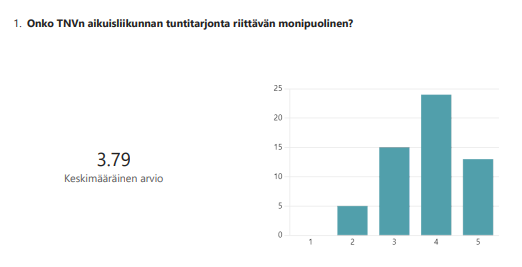 1. Onko TNVn aikuisliikunnan tuntitarjonta riittävän monipuolinen?
3.79
Keskimääräinen arvio
25
20
15
10
5
0
1 2 3 4 5